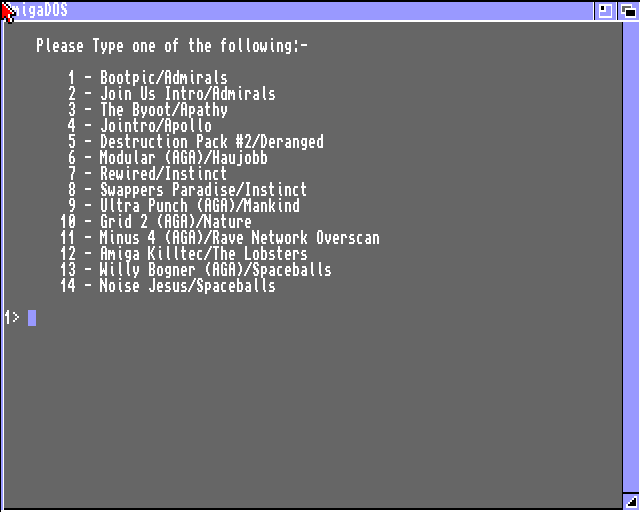 AmigaDOS
Please Type one of the following:-
1 - Bootpic/Admirals
2 - Join Us Intro/Admirals
3 - The Byoot/Apathy
4 - Jointro/Apollo
5 - Destruction Pack #2/Deranged
6 - Modular (AGA)/Haujobb
7 - Rewired/Instinct
8 - Swappers Paradise/Instinct
9 - Ultra Punch (AGA)/Mankind
10 - Grid 2 (AGA)/Nature
11 - Minus 4 (AGA)/Rave Network Overscan
12 - Amiga Killtec/The Lobsters
13 - Willy Bogner (AGA)/Spaceballs
14 - Noise Jesus/Spaceballs
1>